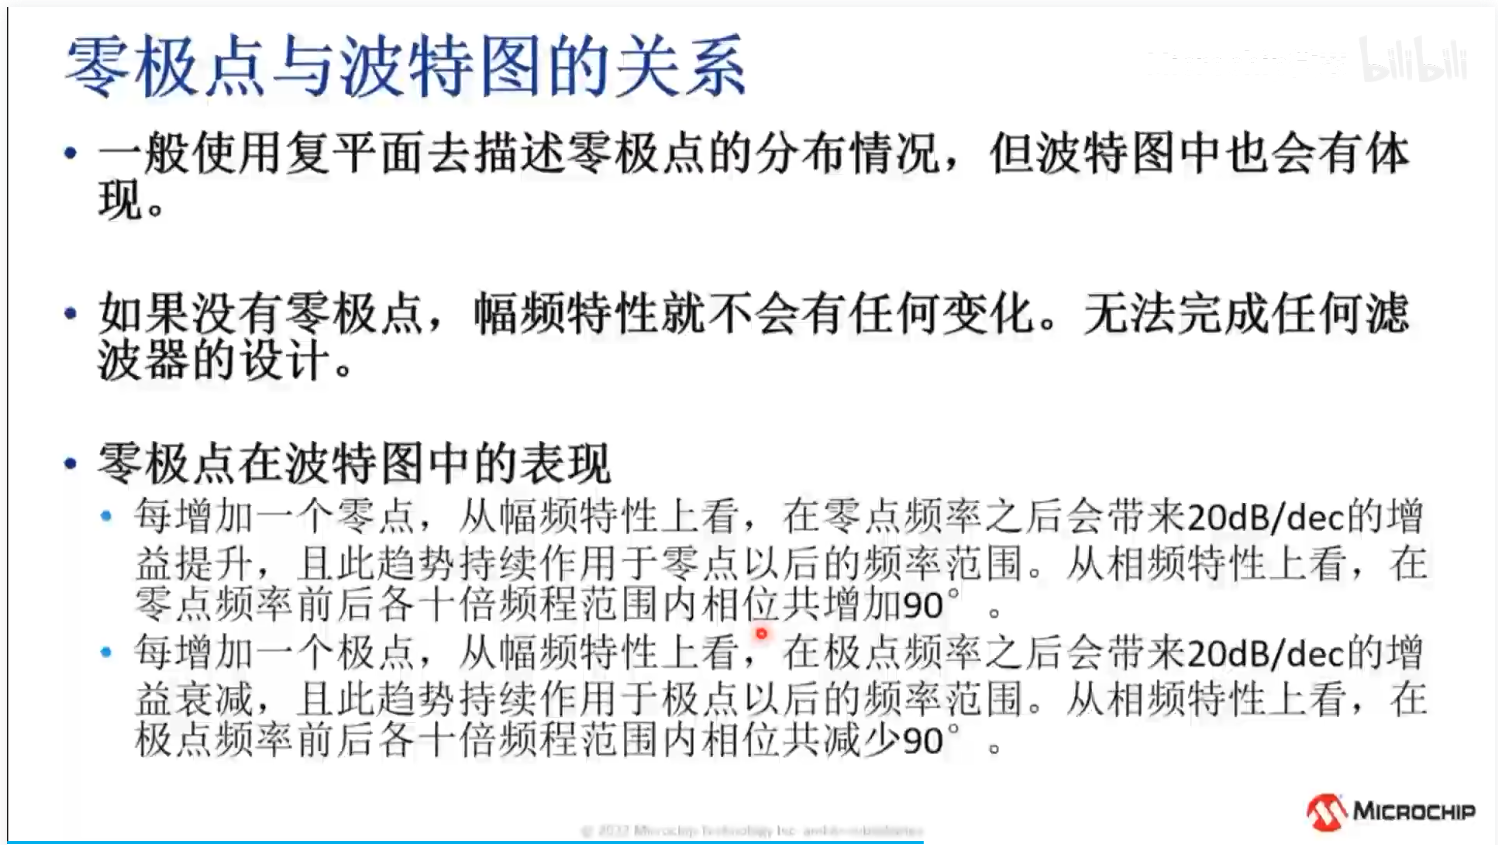 零极点与波特图的关系
bilibili
• 一般使用复平面去描述零极点的分布情况，但波特图中也会有体
现。
• 如果没有零极点，幅频特性就不会有任何变化。无法完成任何滤
波器的设计。
• 零极点在波特图中的表现
• 每增加一个零点，从幅频特性上看，在零点频率之后会带来20dB/dec的增
益提升，且此趋势持续作用于零点以后的频率范围。从相频特性上看，在
零点频率前后各十倍频程范围内相位共增加90°。
• 每增加一个极点，从幅频特性上看，在极点频率之后会带来20dB/dec的增
益衰减，且此趋势持续作用于极点以后的频率范围。从相频特性上看，在
极点频率前后各十倍频程范围内相位共减少90°。
MICROCHIP
© 2022 Microchip Technology Inc. and